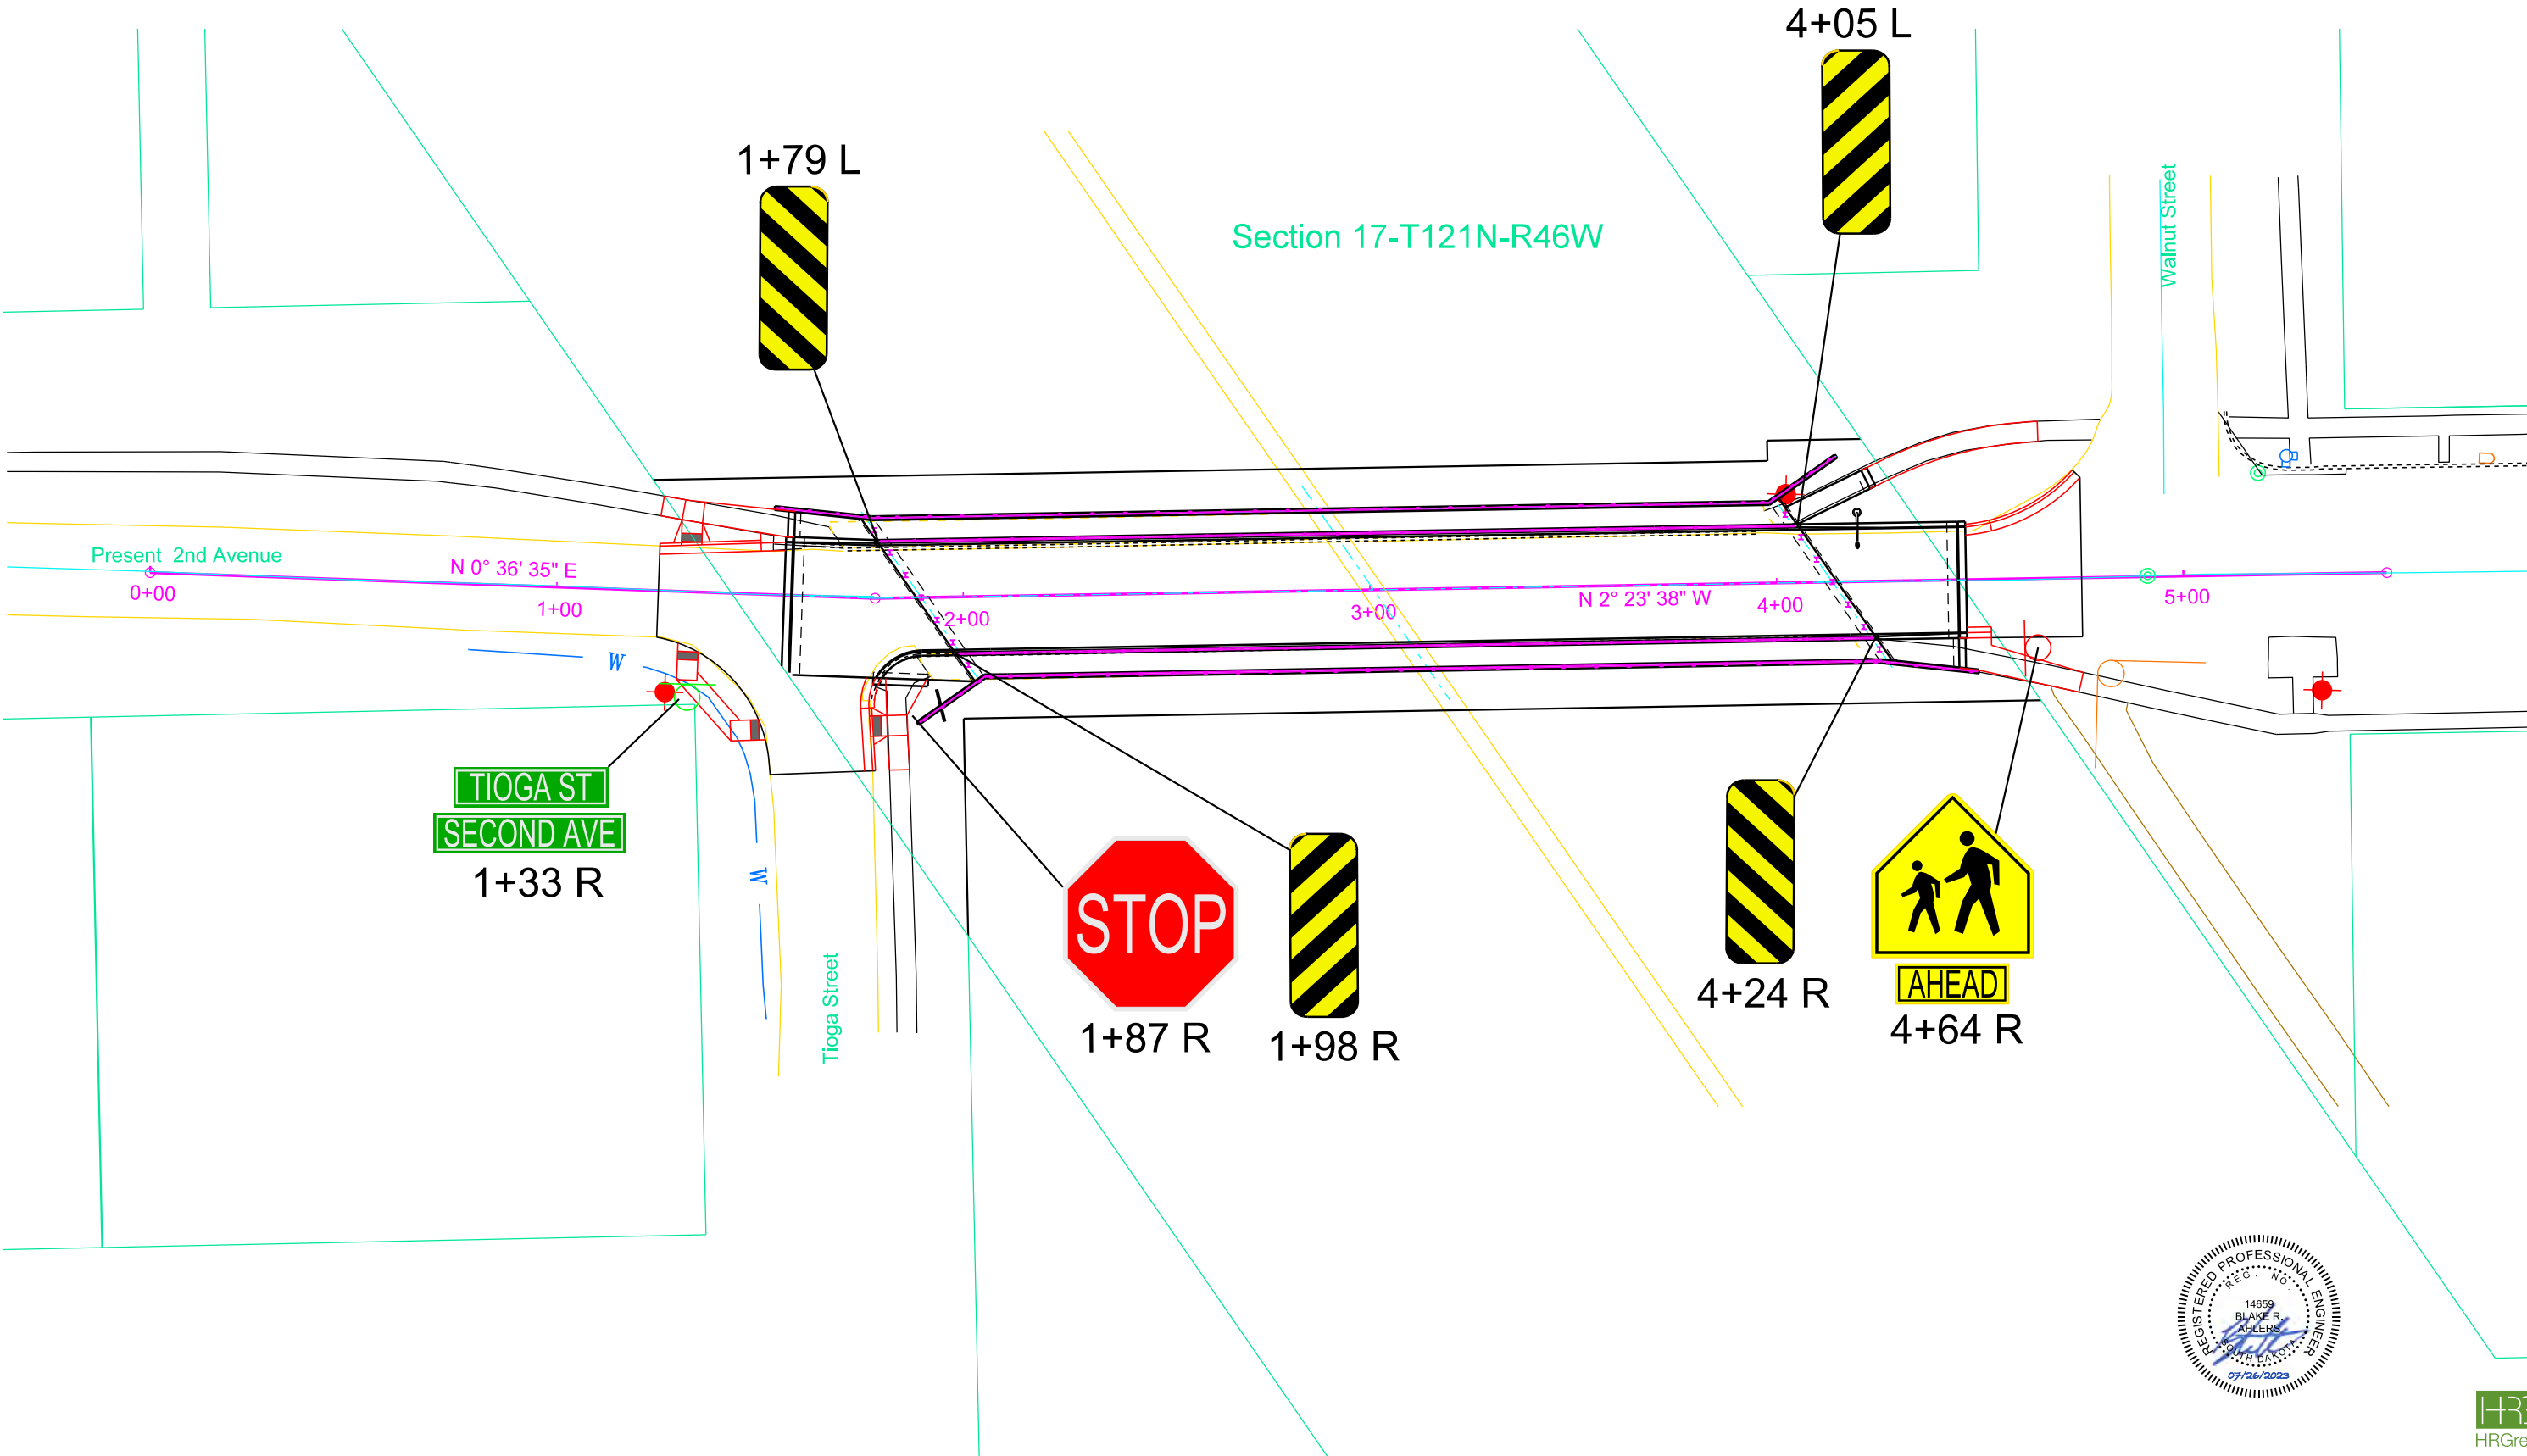 4+05 L
1+79 L
Section 17-T121N-R46W
Walnut Street
Present 2nd Avenue
N 0° 36' 35" E
0+00
1+00
2+00
3+00
N 2° 23' 38" W
4+00
5+00
W
W
TIOGA ST
SECOND AVE
1+33 R
Tioga Street
STOP
1+87 R
1+98 R
4+24 R
AHEAD
4+64 R
REGISTERED PROFESSIONAL ENGINEER
REG. NO.
14659
BLAKE R.
AHLERS
SOUTH DAKOTA
07/26/2023
HRGre